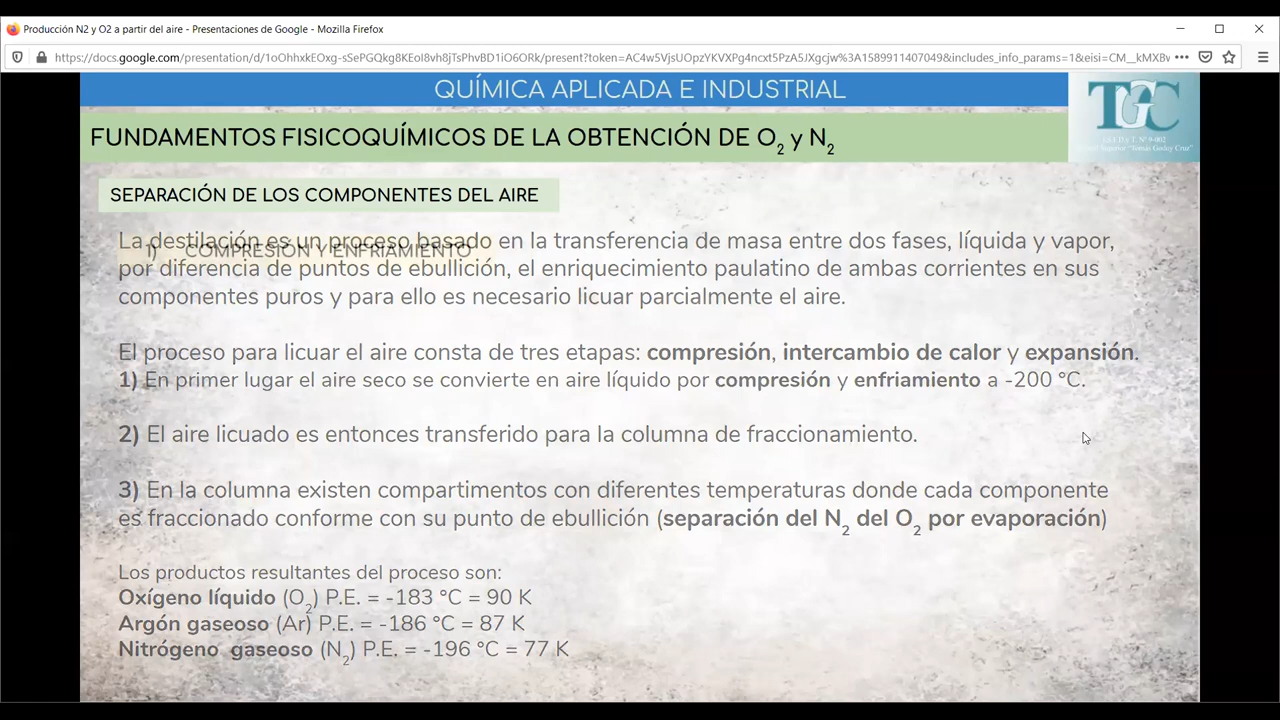 Producción N2 y O2 a partir del aire - Presentaciones de Google - Mozilla Firefox
https://docs.google.com/presentation/d/1oOhhxkEOxg-sSePGQkg8KEoI8vh8jTsPhvBD1iO6ORk/present?token=AC4w5VjsUOpzYKVXPg4ncxt5PzA5JXgcjw%3A1589911407049&includes_info_params=1&eisi=CM__kMXBv
QUÍMICA APLICADA E INDUSTRIAL
FUNDAMENTOS FISICOQUÍMICOS DE LA OBTENCIÓN DE O2 y N2
TGC
Superior "Tomás Godoy Cruz"
SEPARACIÓN DE LOS COMPONENTES DEL AIRE
La destilación es un proceso basado en la transferencia de masa entre dos fases, líquida y vapor,
1) COMPRESIÓN Y ENFRIAMIENTO
por diferencia de puntos de ebullición, el enriquecimiento paulatino de ambas corrientes en sus
componentes puros y para ello es necesario licuar parcialmente el aire.
El proceso para licuar el aire consta de tres etapas: compresión, intercambio de calor y expansión.
1) En primer lugar el aire seco se convierte en aire líquido por compresión y enfriamiento a -200 °C.
2) El aire licuado es entonces transferido para la columna de fraccionamiento.
3) En la columna existen compartimentos con diferentes temperaturas donde cada componente
es fraccionado conforme con su punto de ebullición (separación del N2 del O2 por evaporación)
Los productos resultantes del proceso son:
Oxígeno líquido (O2) P.E. = -183 °C = 90 K
Argón gaseoso (Ar) P.E. = -186 °C = 87 K
Nitrógeno gaseoso (N2) P.E. = -196 °C = 77 K